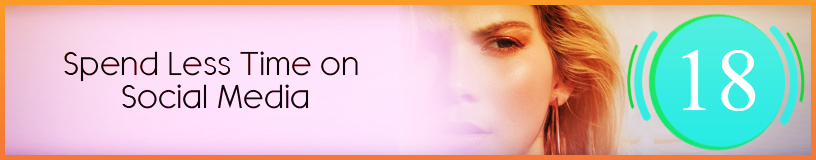 Spend Less Time on
Social Media
18